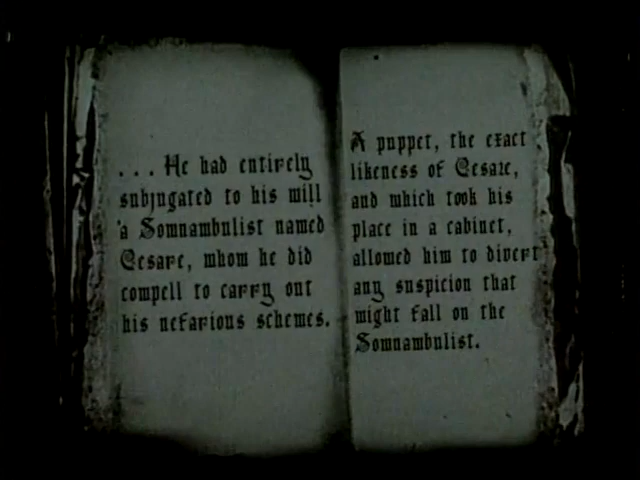 . . . He had entirely
subjugated to his will
a Somnambulist named
Cesare, whom he did
compell to carry out
his nefarious schemes.
A puppet, the exact
likeness of Cesare,
and which took his
place in a cabinet,
allowed him to divert
any suspicion that
might fall on the
Somnambulist.